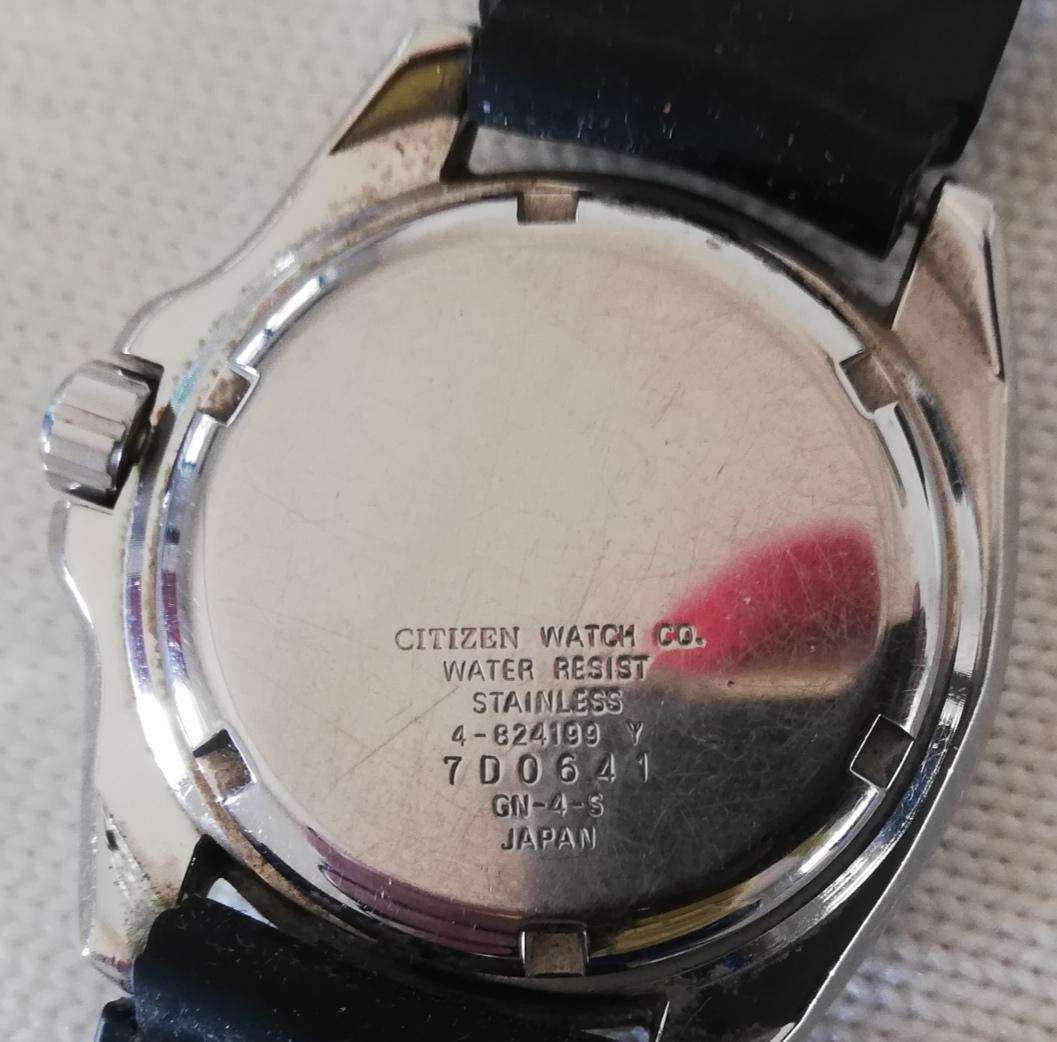 CITIZEN WATCH CO.
WATER RESIST
STAINLESS
4-824199 Y
7D0641
GN-4-S
JAPAN